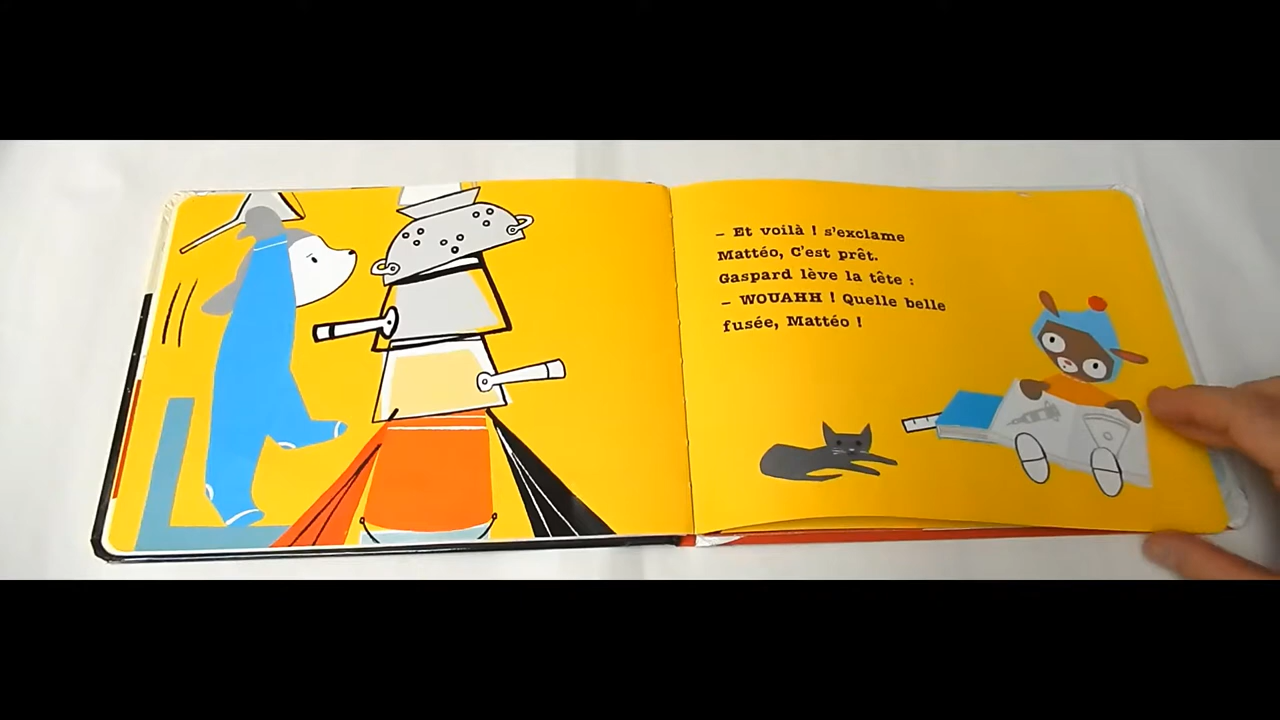 – Et voilà ! s'exclame
Mattéo, C'est prêt.
Gaspard lève la tête :
– WOUAHH ! Quelle belle
fusée, Mattéo !